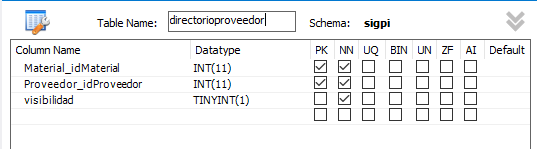 Table Name: directorioproveedor Schema: sigpi
Column Name Datatype PK NN UQ BIN UN ZF AI Default
Material_idMaterial INT(11)
Proveedor_idProveedor INT(11)
visibilidad TINYINT(1)